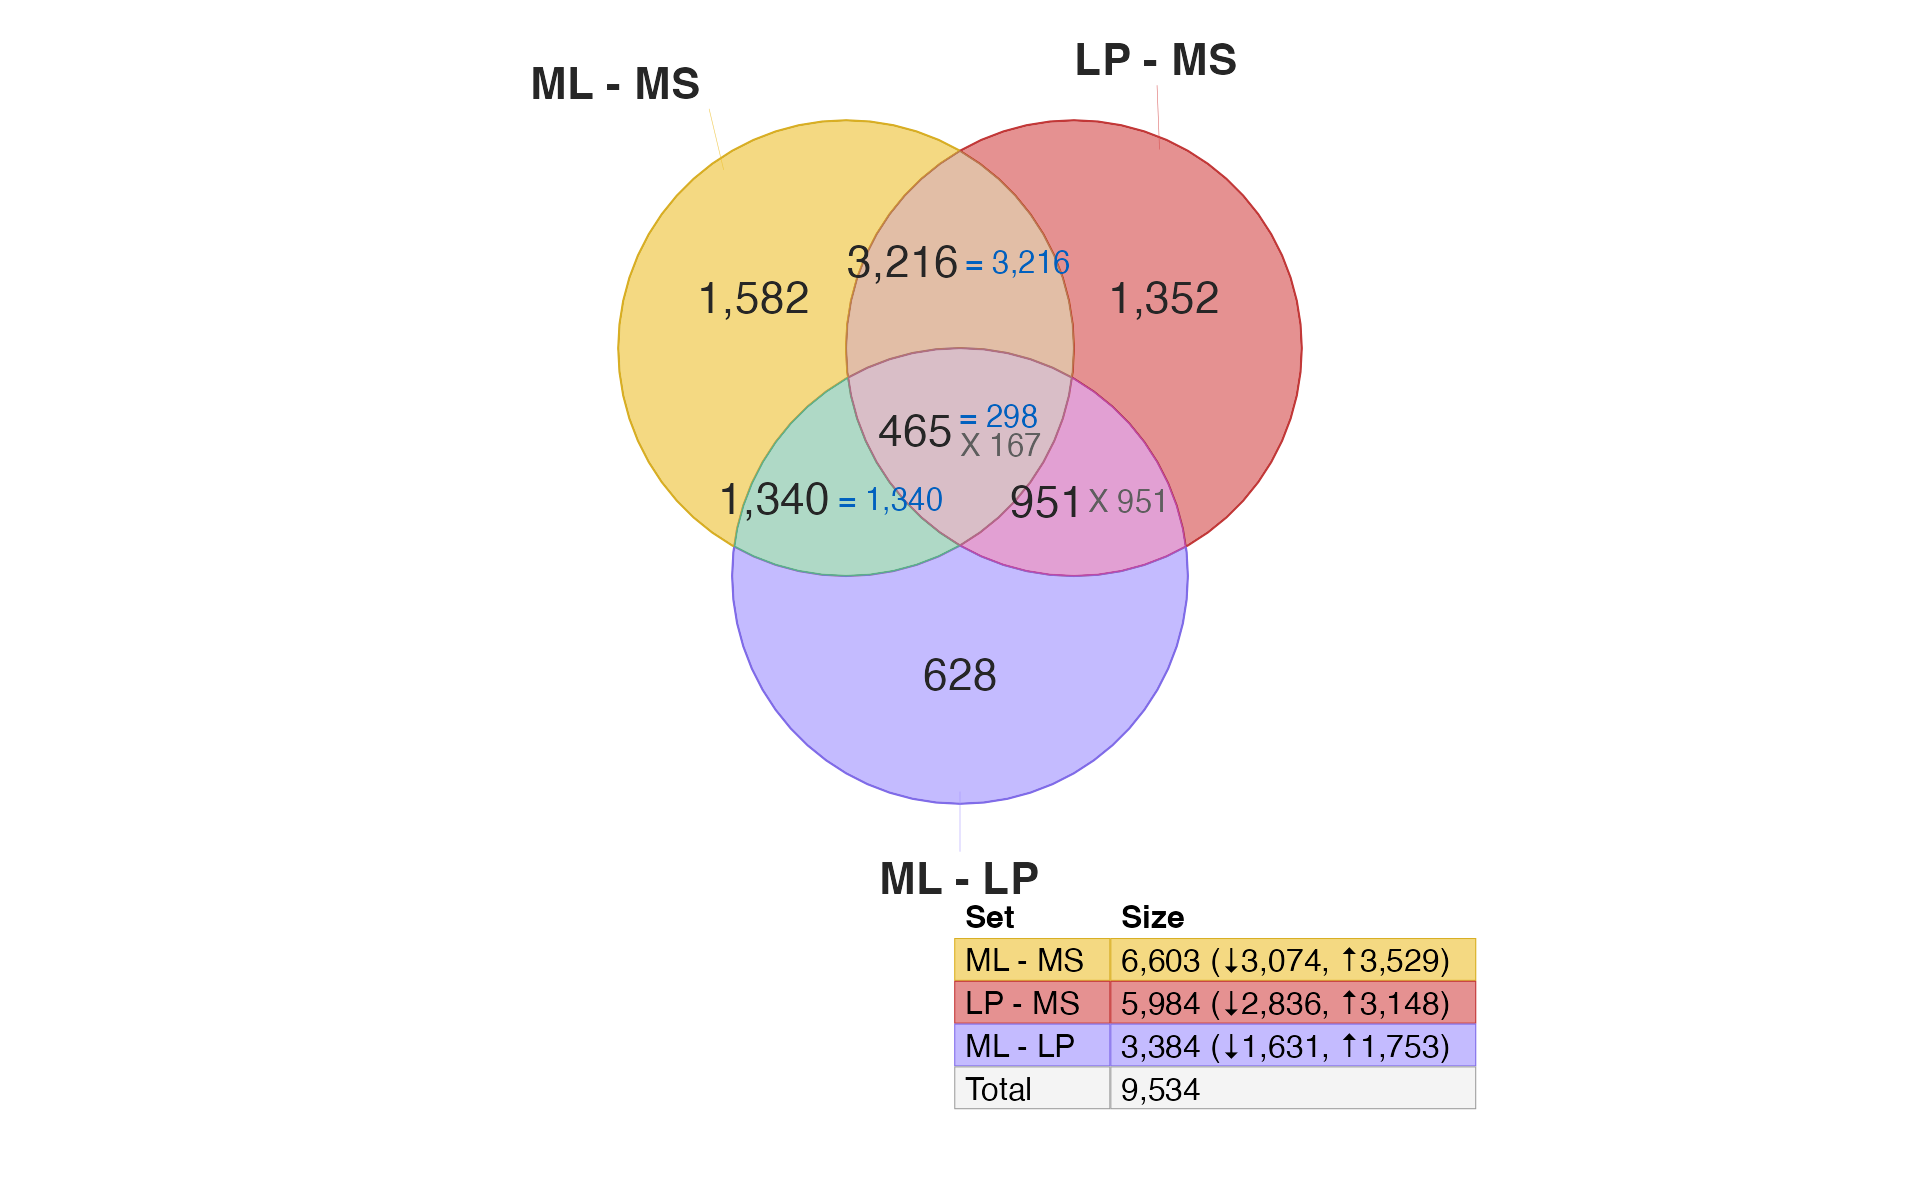 ML - MS
LP - MS
3,216 = 3,216
1,582
1,352
465 = 298
X 167
1,340 = 1,340
951 X 951
628
ML - LP
Set Size
ML - MS 6,603 (↓3,074, ↑3,529)
LP - MS 5,984 (↓2,836, ↑3,148)
ML - LP 3,384 (↓1,631, ↑1,753)
Total 9,534